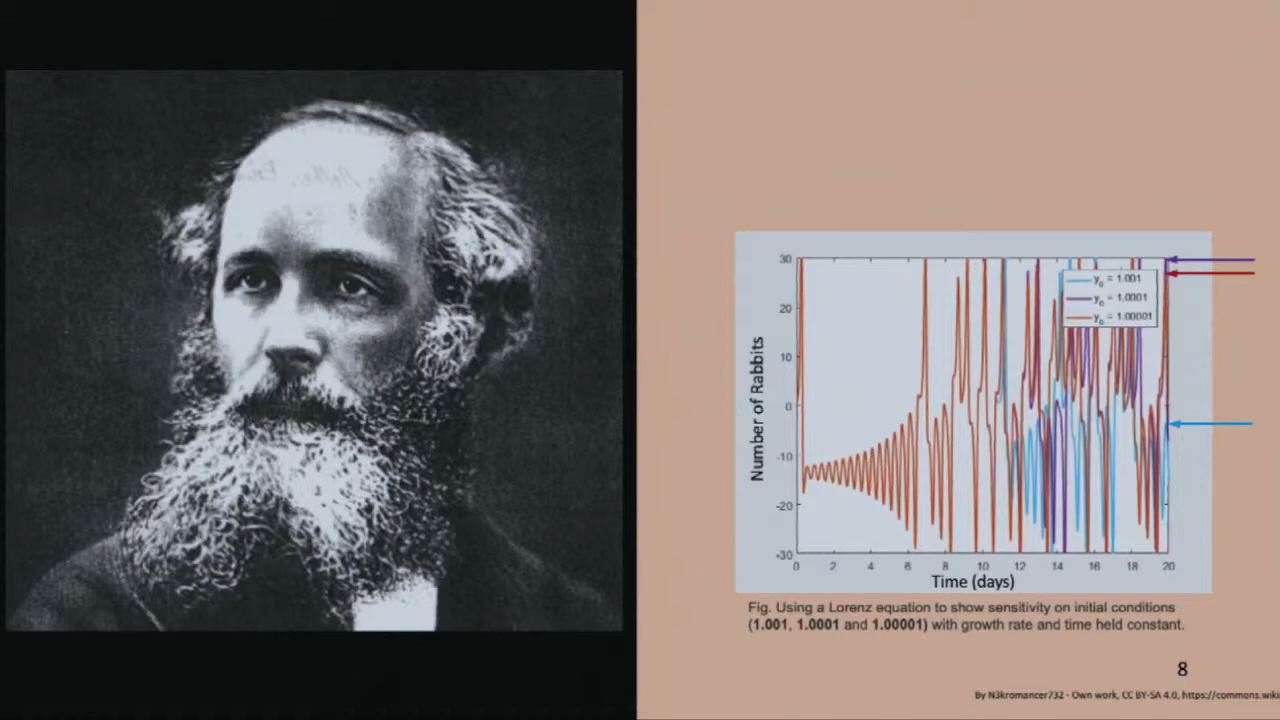 30
20
10
0
-10
-20
-30
0 2 4 6 8 10 12 14 16 18 20
Number of Rabbits
Time (days)
y0 = 1.001
y0 = 1.0001
y0 = 1.00001
Fig. Using a Lorenz equation to show sensitivity on initial conditions
(1.001, 1.0001 and 1.00001) with growth rate and time held constant.
8
By N3kromancer732 - Own work, CC BY-SA 4.0, https://commons.wiki